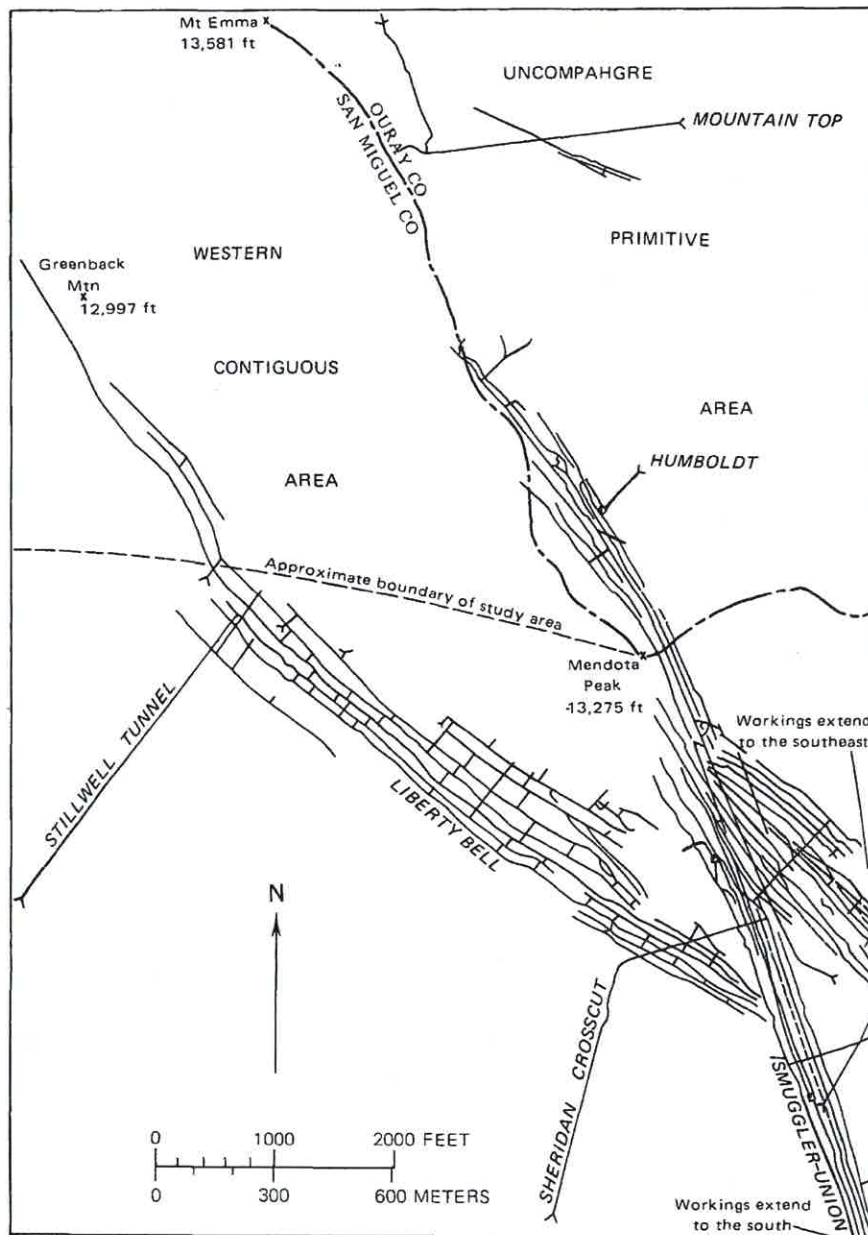 Mt Emma
13,581 ft
UNCOMPAHGRE
MOUNTAIN TOP
OURAY CO
SAN MIGUEL CO
WESTERN
PRIMITIVE
Greenback
Mtn
12,997 ft
CONTIGUOUS
AREA
HUMBOLDT
AREA
Approximate boundary of study area
Mendota
Peak
13,275 ft
Workings extend
to the southeast
STILLWELL TUNNEL
LIBERTY BELL
N
SHERIDAN CROSSCUT
SMUGGLER-UNION
0 1000 2000 FEET
0 300 600 METERS
Workings extend
to the south